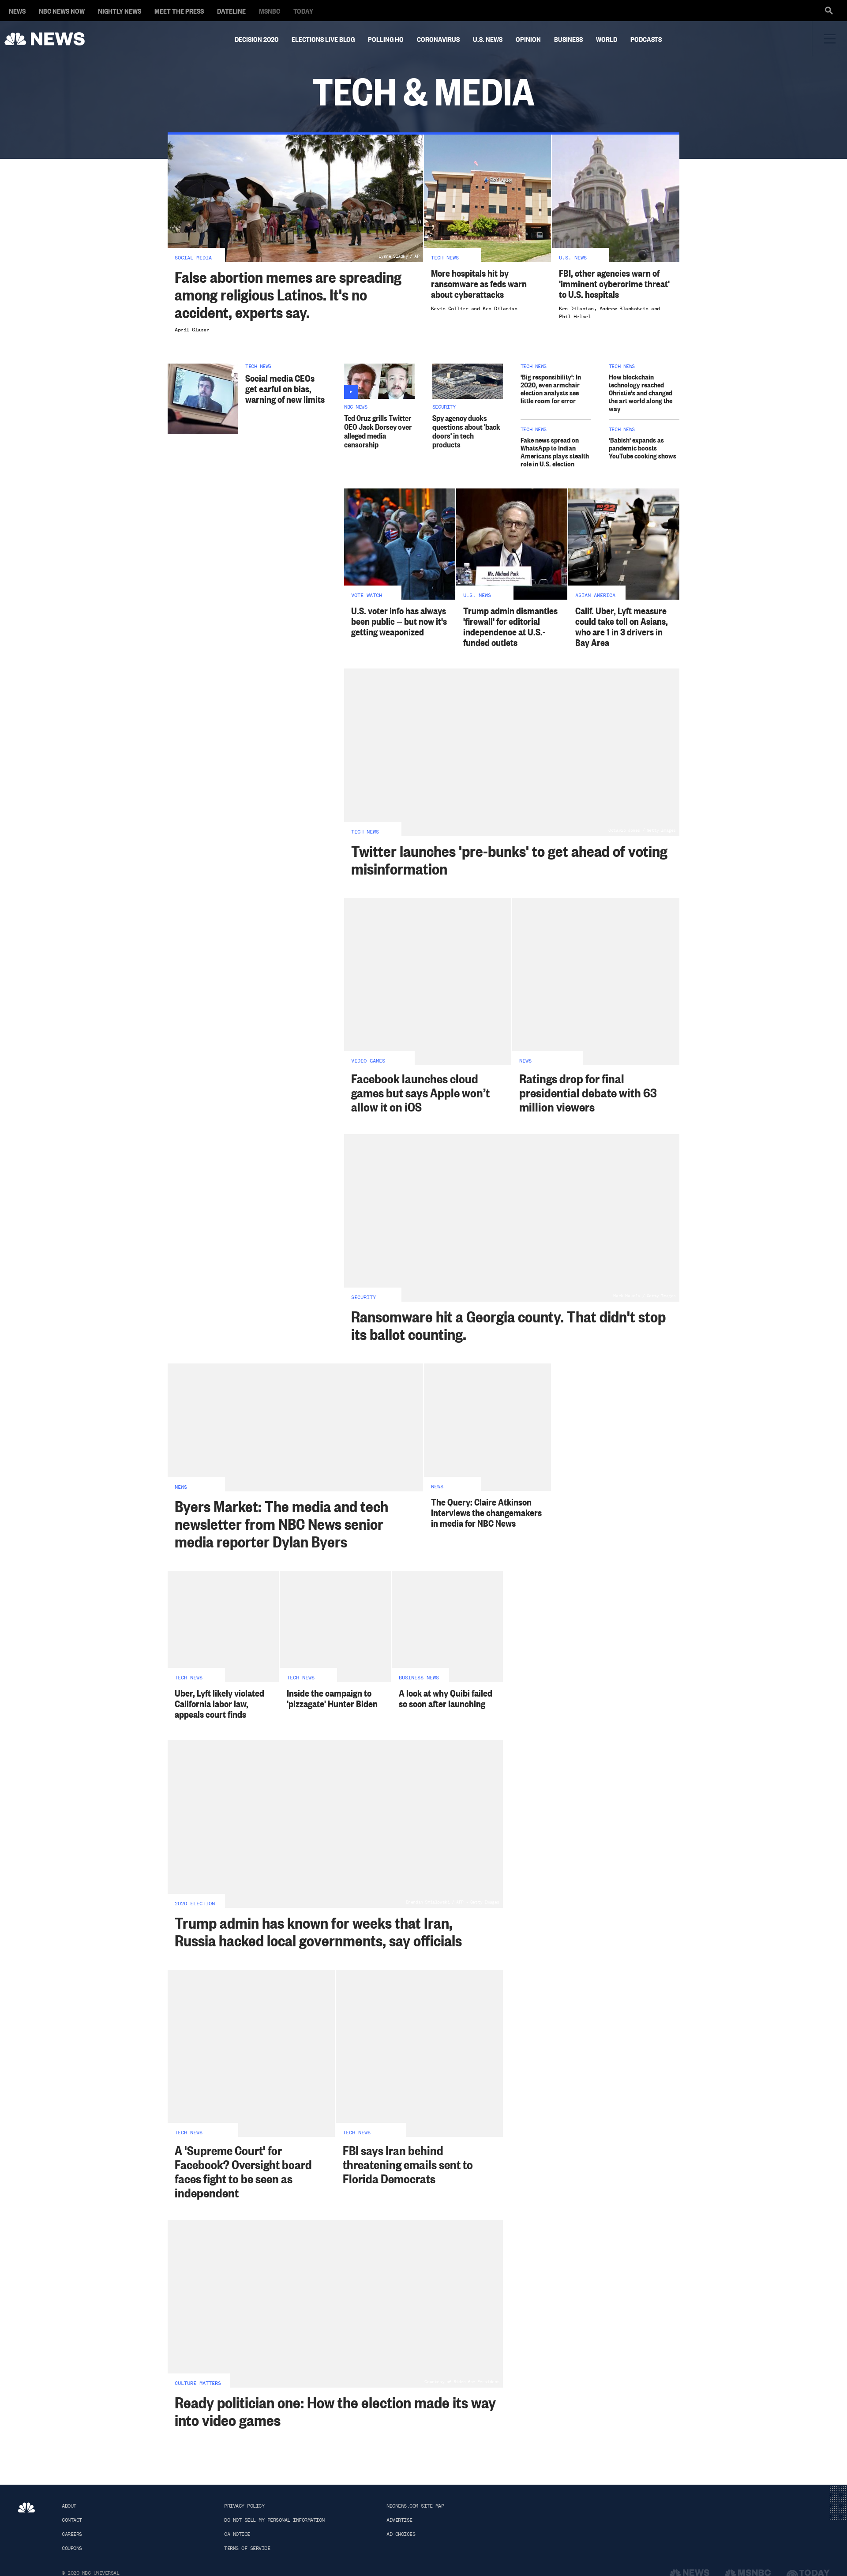 NEWS NBC NEWS NOW NIGHTLY NEWS MEET THE PRESS DATELINE MSNBC TODAY
NEWS
DECISION 2020 ELECTIONS LIVE BLOG POLLING HQ CORONAVIRUS U.S. NEWS OPINION BUSINESS WORLD PODCASTS
TECH & MEDIA
SOCIAL MEDIA
False abortion memes are spreading
among religious Latinos. It's no
accident, experts say.
April Glaser
TECH NEWS
More hospitals hit by
ransomware as feds warn
about cyberattacks
Kevin Collier and Ken Dilanian
U.S. NEWS
FBI, other agencies warn of
'imminent cybercrime threat'
to U.S. hospitals
Ken Dilanian, Andrew Blankstein and
Phil Helsel
TECH NEWS
Social media CEOs
get earful on bias,
warning of new limits
NBC NEWS
Ted Cruz grills Twitter
CEO Jack Dorsey over
alleged media
censorship
SECURITY
Spy agency ducks
questions about 'back
doors' in tech
products
TECH NEWS
'Big responsibility': In
2020, even armchair
election analysts see
little room for error
TECH NEWS
How blockchain
technology reached
Christie's and changed
the art world along the
way
TECH NEWS
Fake news spread on
WhatsApp to Indian
Americans plays stealth
role in U.S. election
TECH NEWS
'Babish' expands as
pandemic boosts
YouTube cooking shows
Mr. Michael Pack
VOTE WATCH
U.S. voter info has always
been public — but now it's
getting weaponized
U.S. NEWS
Trump admin dismantles
'firewall' for editorial
independence at U.S.-
funded outlets
ASIAN AMERICA
Calif. Uber, Lyft measure
could take toll on Asians,
who are 1 in 3 drivers in
Bay Area
TECH NEWS
Twitter launches 'pre-bunks' to get ahead of voting
misinformation
VIDEO GAMES
Facebook launches cloud
games but says Apple won't
allow it on iOS
NEWS
Ratings drop for final
presidential debate with 63
million viewers
SECURITY
Ransomware hit a Georgia county. That didn't stop
its ballot counting.
NEWS
Byers Market: The media and tech
newsletter from NBC News senior
media reporter Dylan Byers
NEWS
The Query: Claire Atkinson
interviews the changemakers
in media for NBC News
TECH NEWS
Uber, Lyft likely violated
California labor law,
appeals court finds
TECH NEWS
Inside the campaign to
'pizzagate' Hunter Biden
BUSINESS NEWS
A look at why Quibi failed
so soon after launching
2020 ELECTION
Trump admin has known for weeks that Iran,
Russia hacked local governments, say officials
TECH NEWS
A 'Supreme Court' for
Facebook? Oversight board
faces fight to be seen as
independent
TECH NEWS
FBI says Iran behind
threatening emails sent to
Florida Democrats
CULTURE MATTERS
Ready politician one: How the election made its way
into video games
ABOUT
CONTACT
CAREERS
COUPONS
PRIVACY POLICY
DO NOT SELL MY PERSONAL INFORMATION
CA NOTICE
TERMS OF SERVICE
NBCNEWS.COM SITE MAP
ADVERTISE
AD CHOICES
© 2020 NBC UNIVERSAL
NEWS MSNBC TODAY